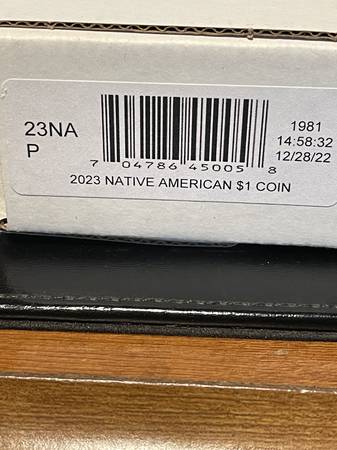 23NA
P
1981
14:58:32
12/28/22
7 04786 45005 8
2023 NATIVE AMERICAN $1 COIN